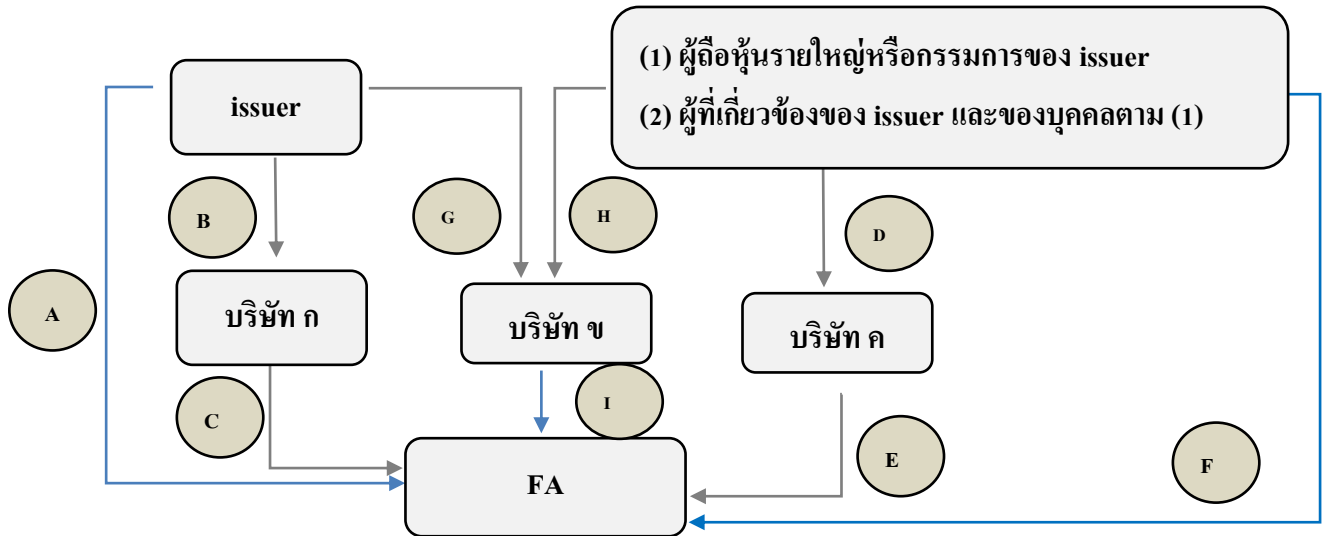 (1) ผู้ถือหุ้นรายใหญ่หรือกรรมการของ issuer
(2) ผู้ที่เกี่ยวข้องของ issuer และของบุคคลตาม (1)
issuer
B
G
H
D
A
บริษัท ก
บริษัท ข
บริษัท ค
C
I
E
F
FA